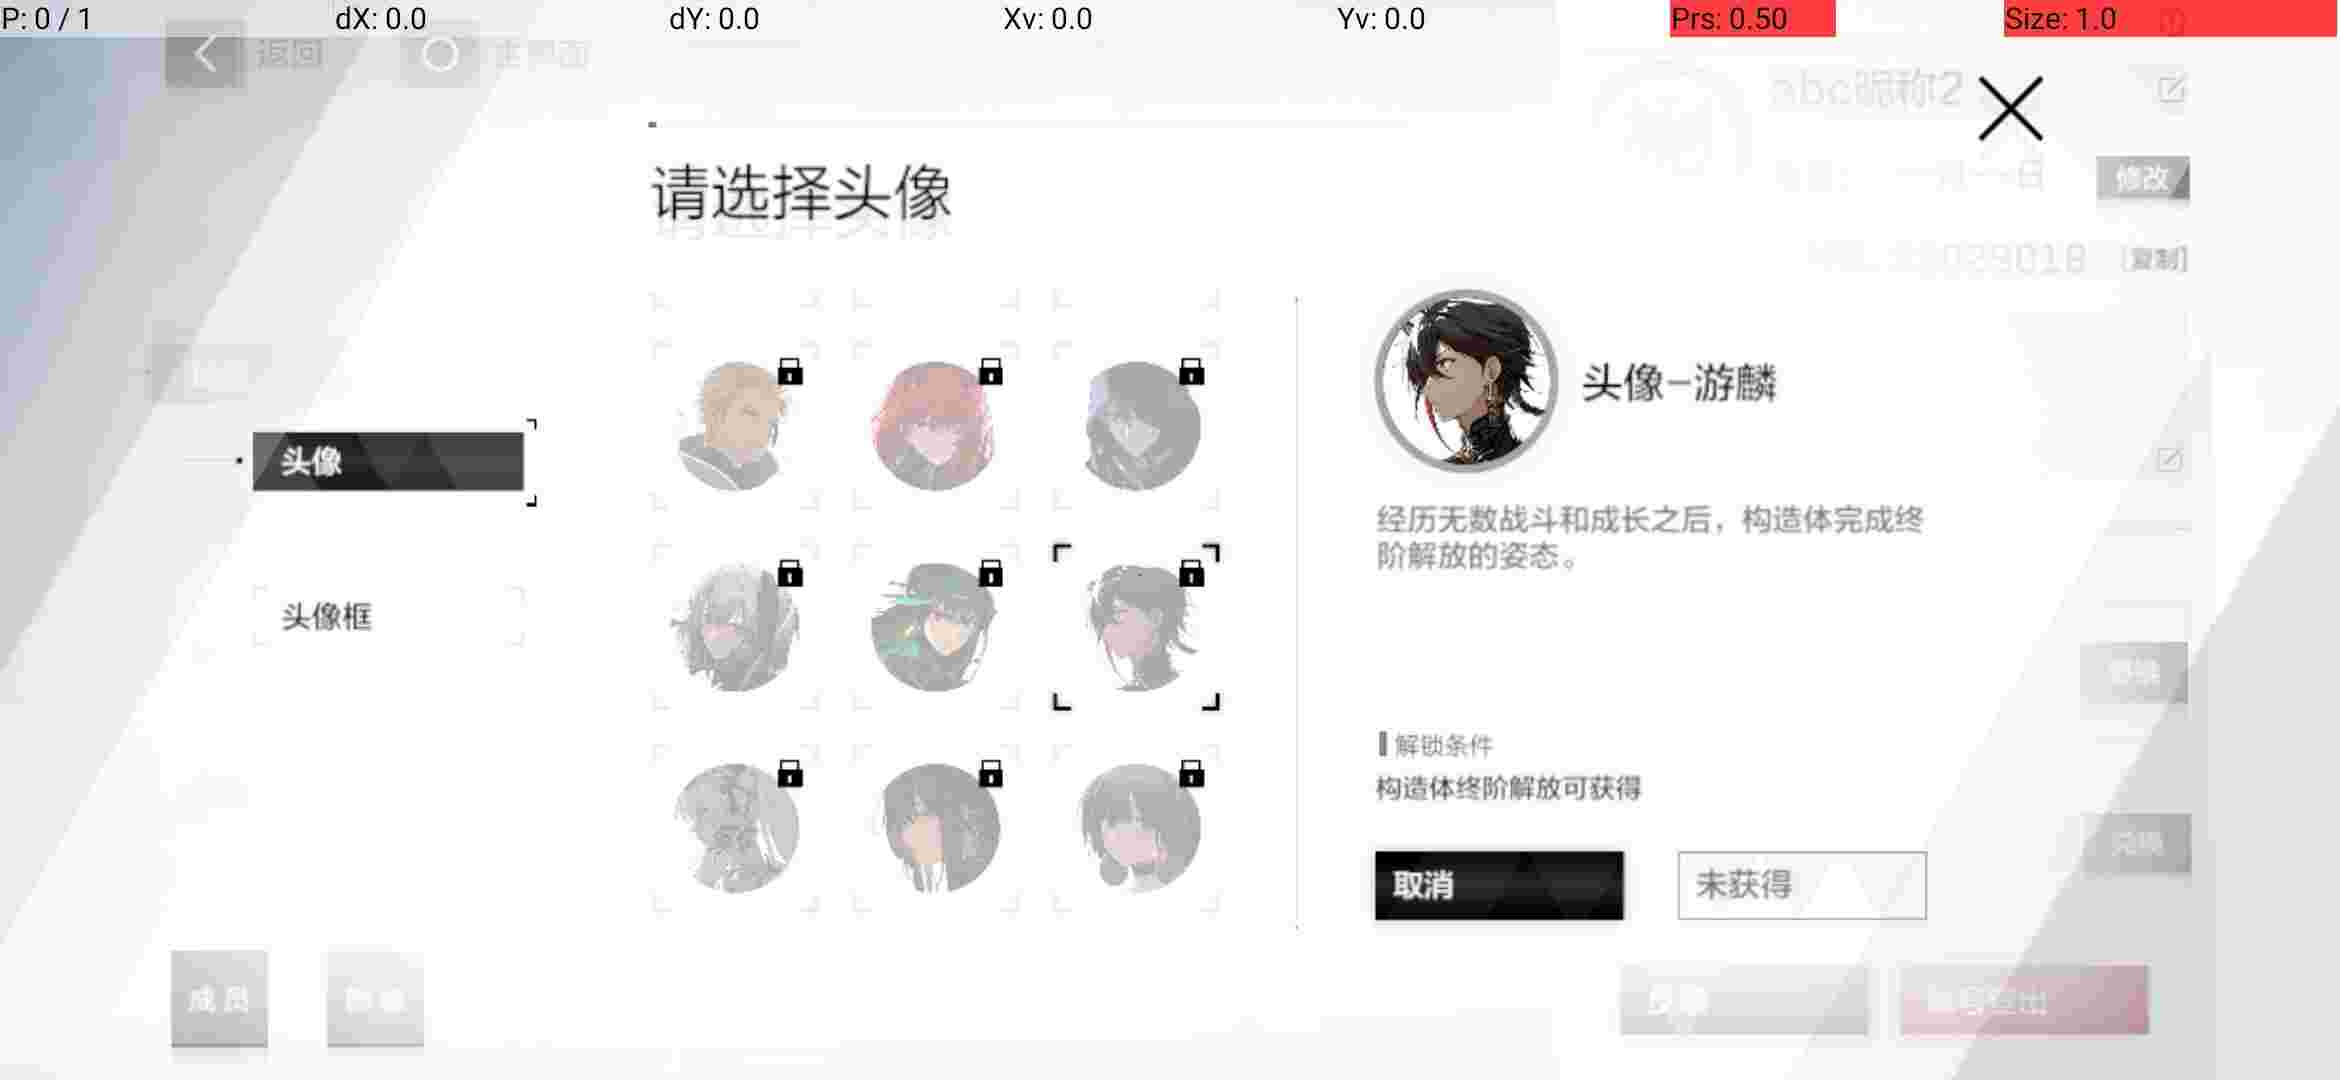 P: 0 / 1 dX: 0.0 dY: 0.0 Xv: 0.0 Yv: 0.0 Prs: 0.50 Size: 1.0
返回 主界面
abc昵称2
请选择头像
日 修改
029018 [复制]
头像-游麟
头像
经历无数战斗和成长之后，构造体完成终
阶解放的姿态。
头像框
解锁条件
构造体终阶解放可获得
取消 未获得
成员